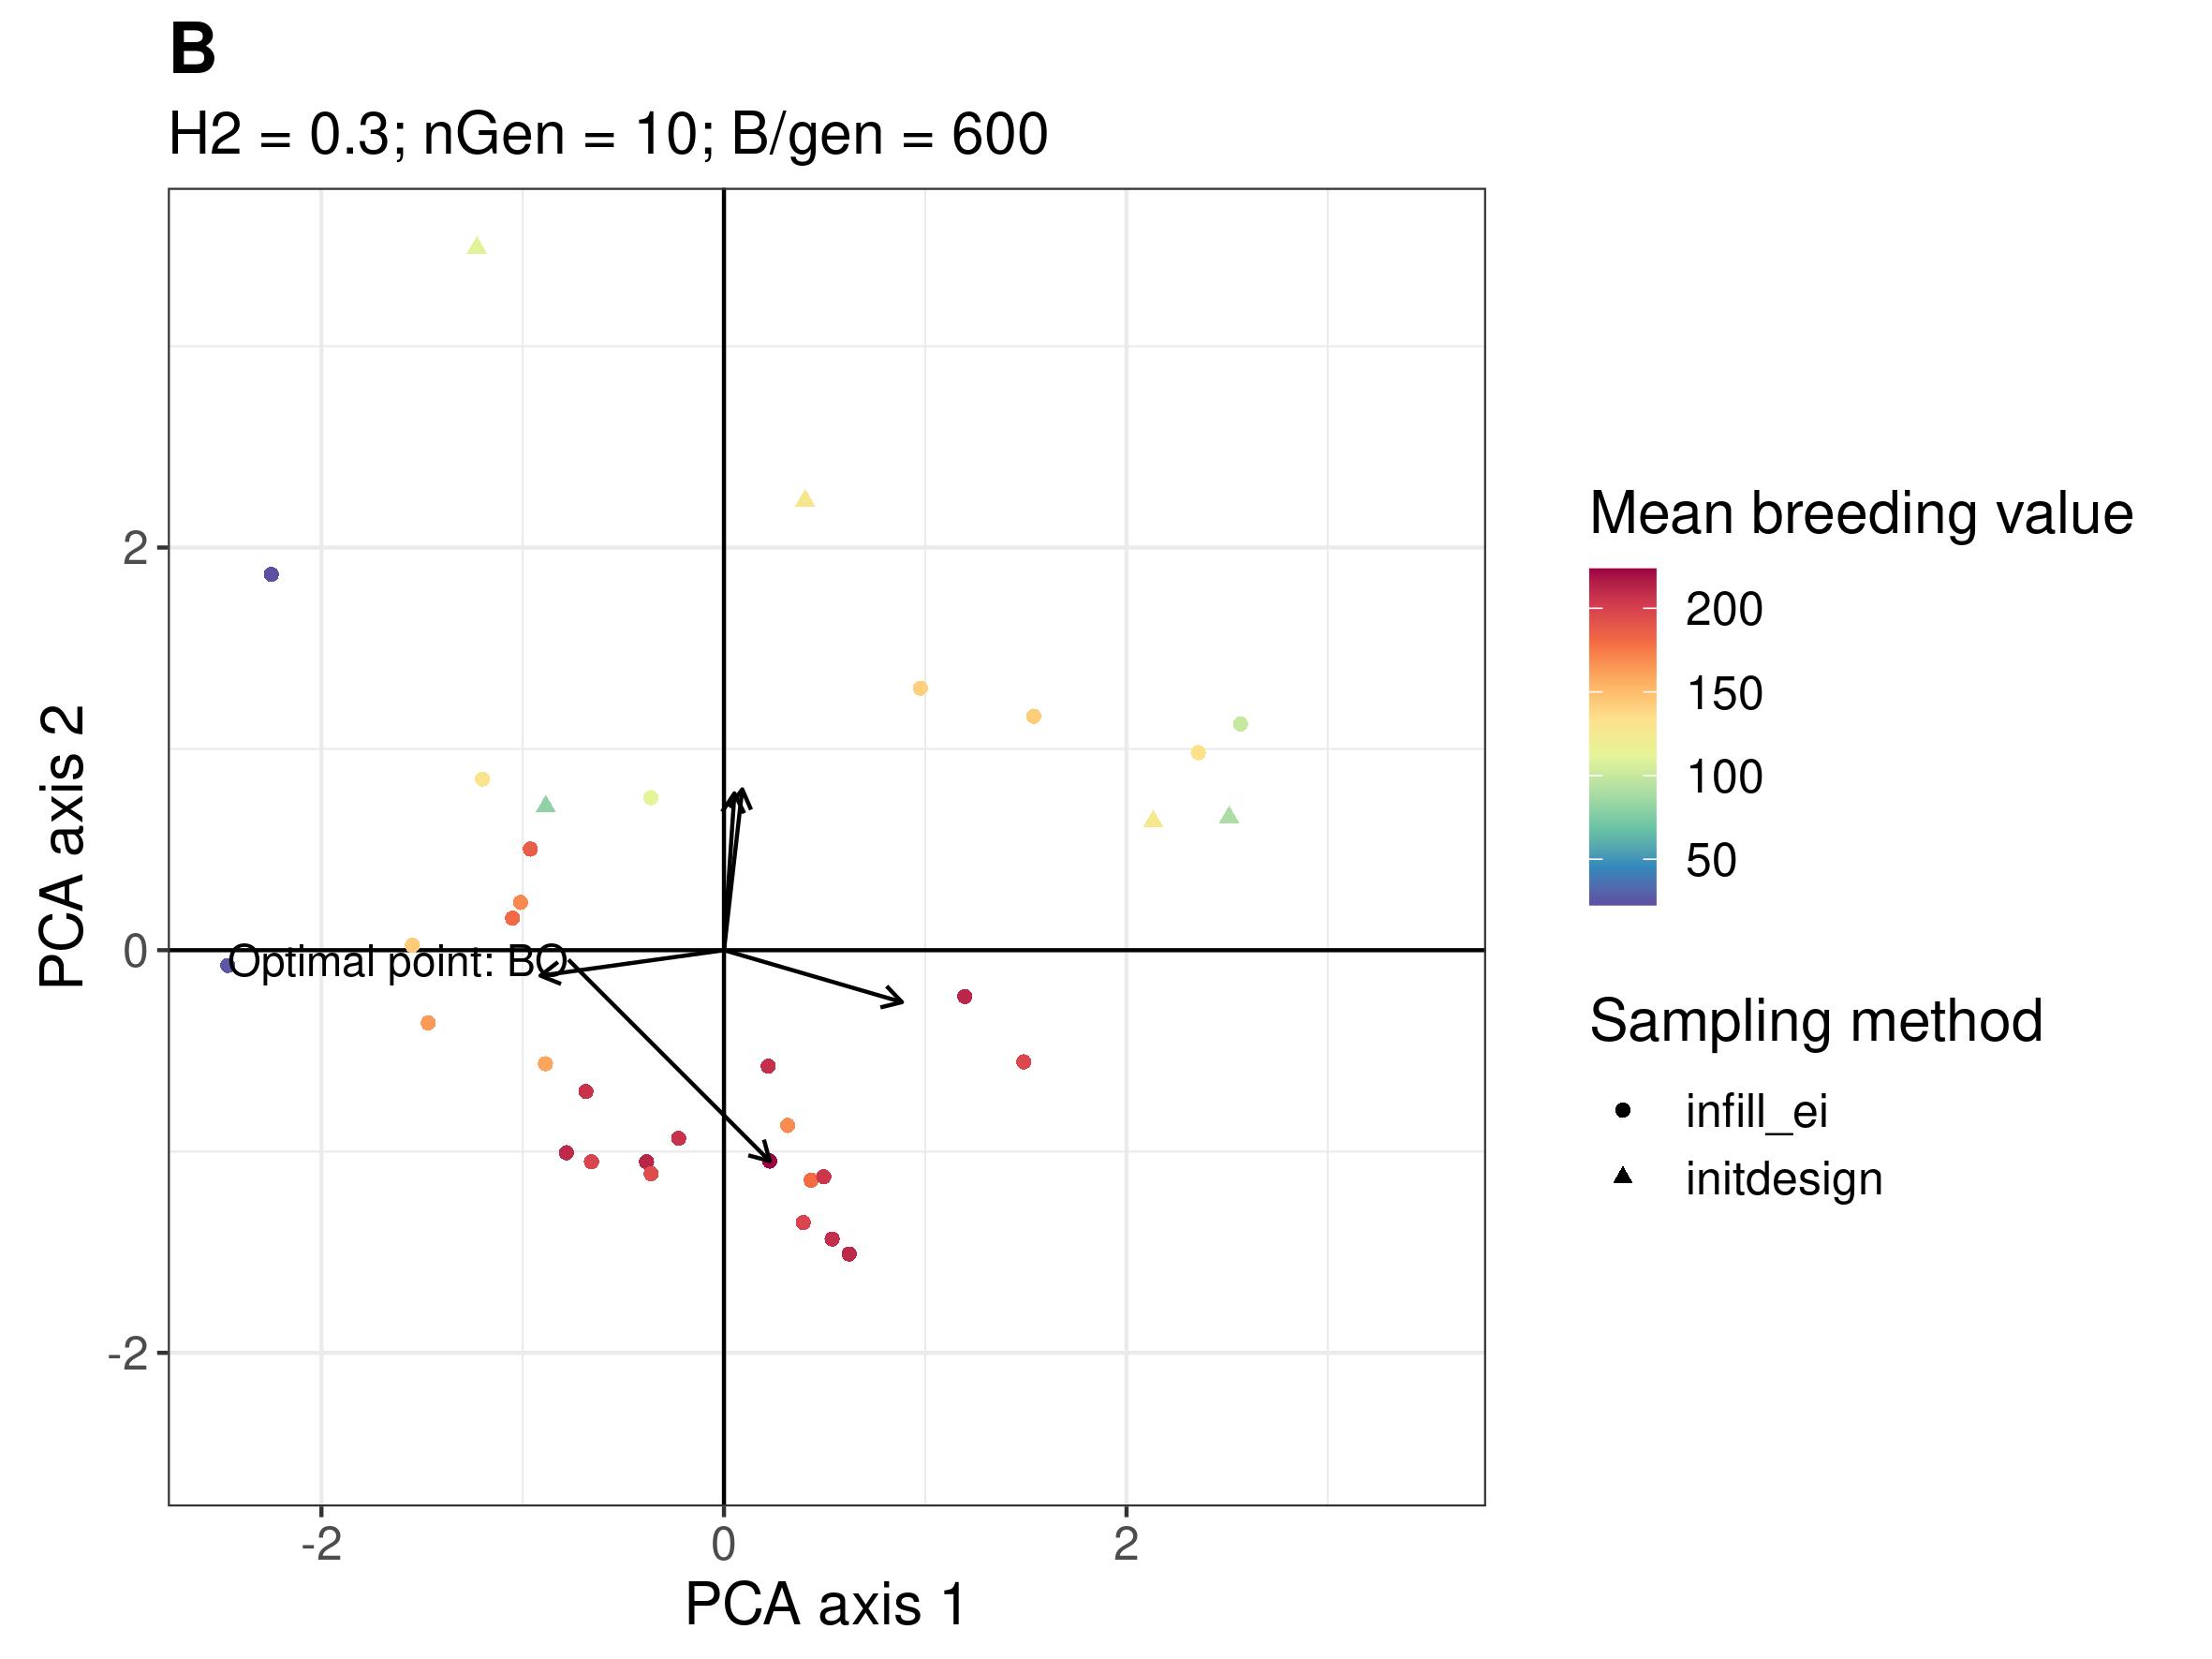 B
H2 = 0.3; nGen = 10; B/gen = 600
PCA axis 2
2
0
-2
Optimal point: BO
-2
0
2
PCA axis 1
Mean breeding value
200
150
100
50
Sampling method
infill_ei
initdesign